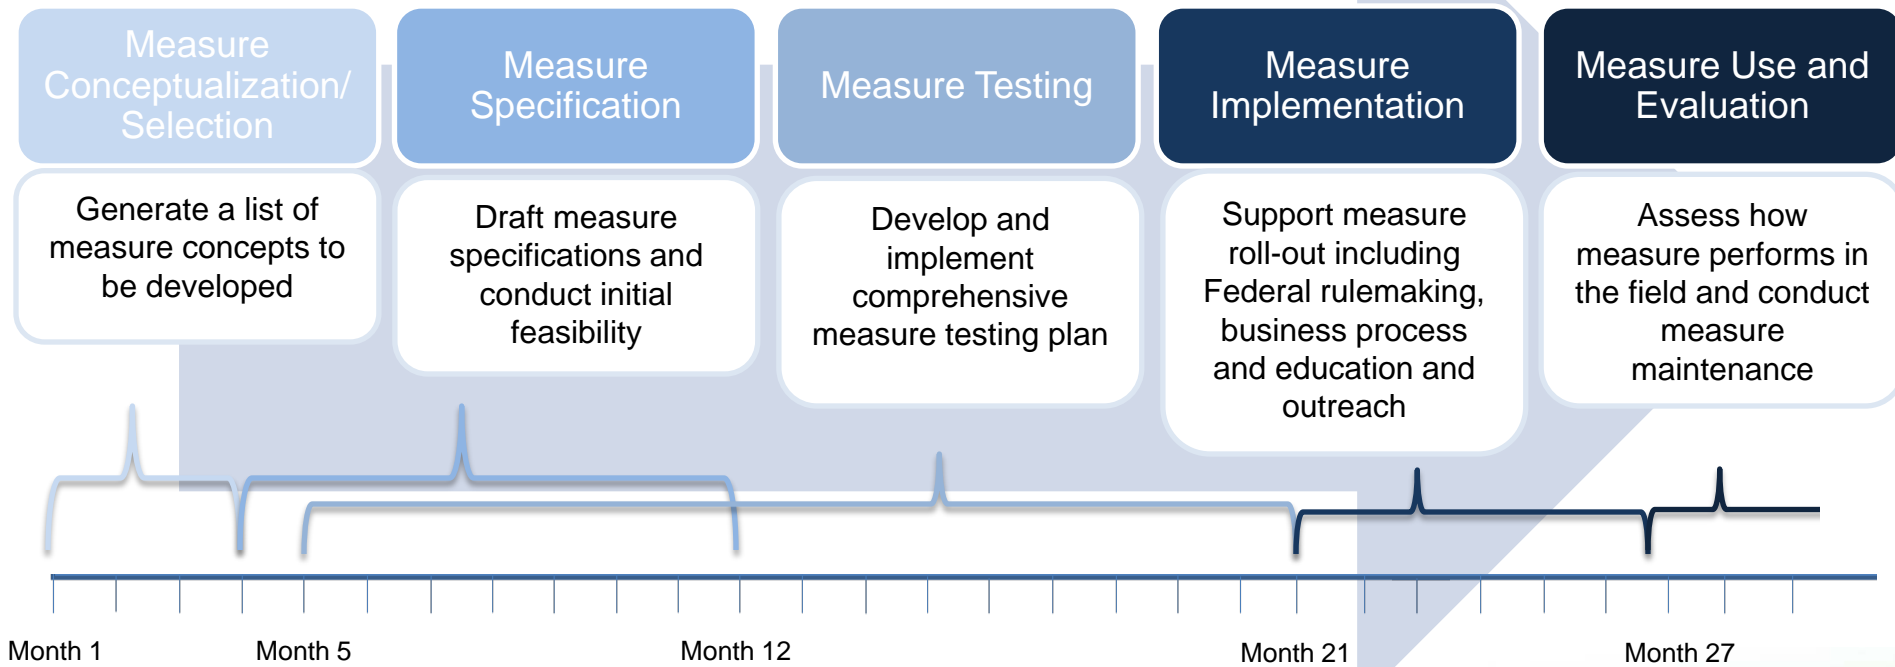 Measure
Conceptualization/
Selection
Measure
Specification
Measure Testing
Measure
Implementation
Measure Use and
Evaluation
Generate a list of
measure concepts to
be developed
Draft measure
specifications and
conduct initial
feasibility
Develop and
implement
comprehensive
measure testing plan
Support measure
roll-out including
Federal rulemaking,
business process
and education and
outreach
Assess how
measure performs in
the field and conduct
measure
maintenance
Month 1
Month 5
Month 12
Month 21
Month 27